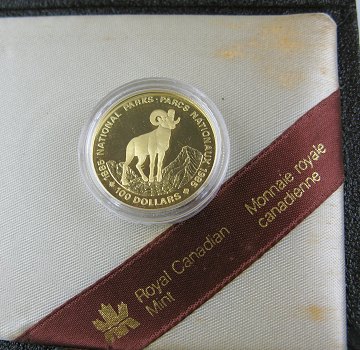 1885 NATIONAL PARKS · PARCS NATIONAUX 1985
100 DOLLARS
Royal Canadian
Mint
Monnaie royale
canadienne